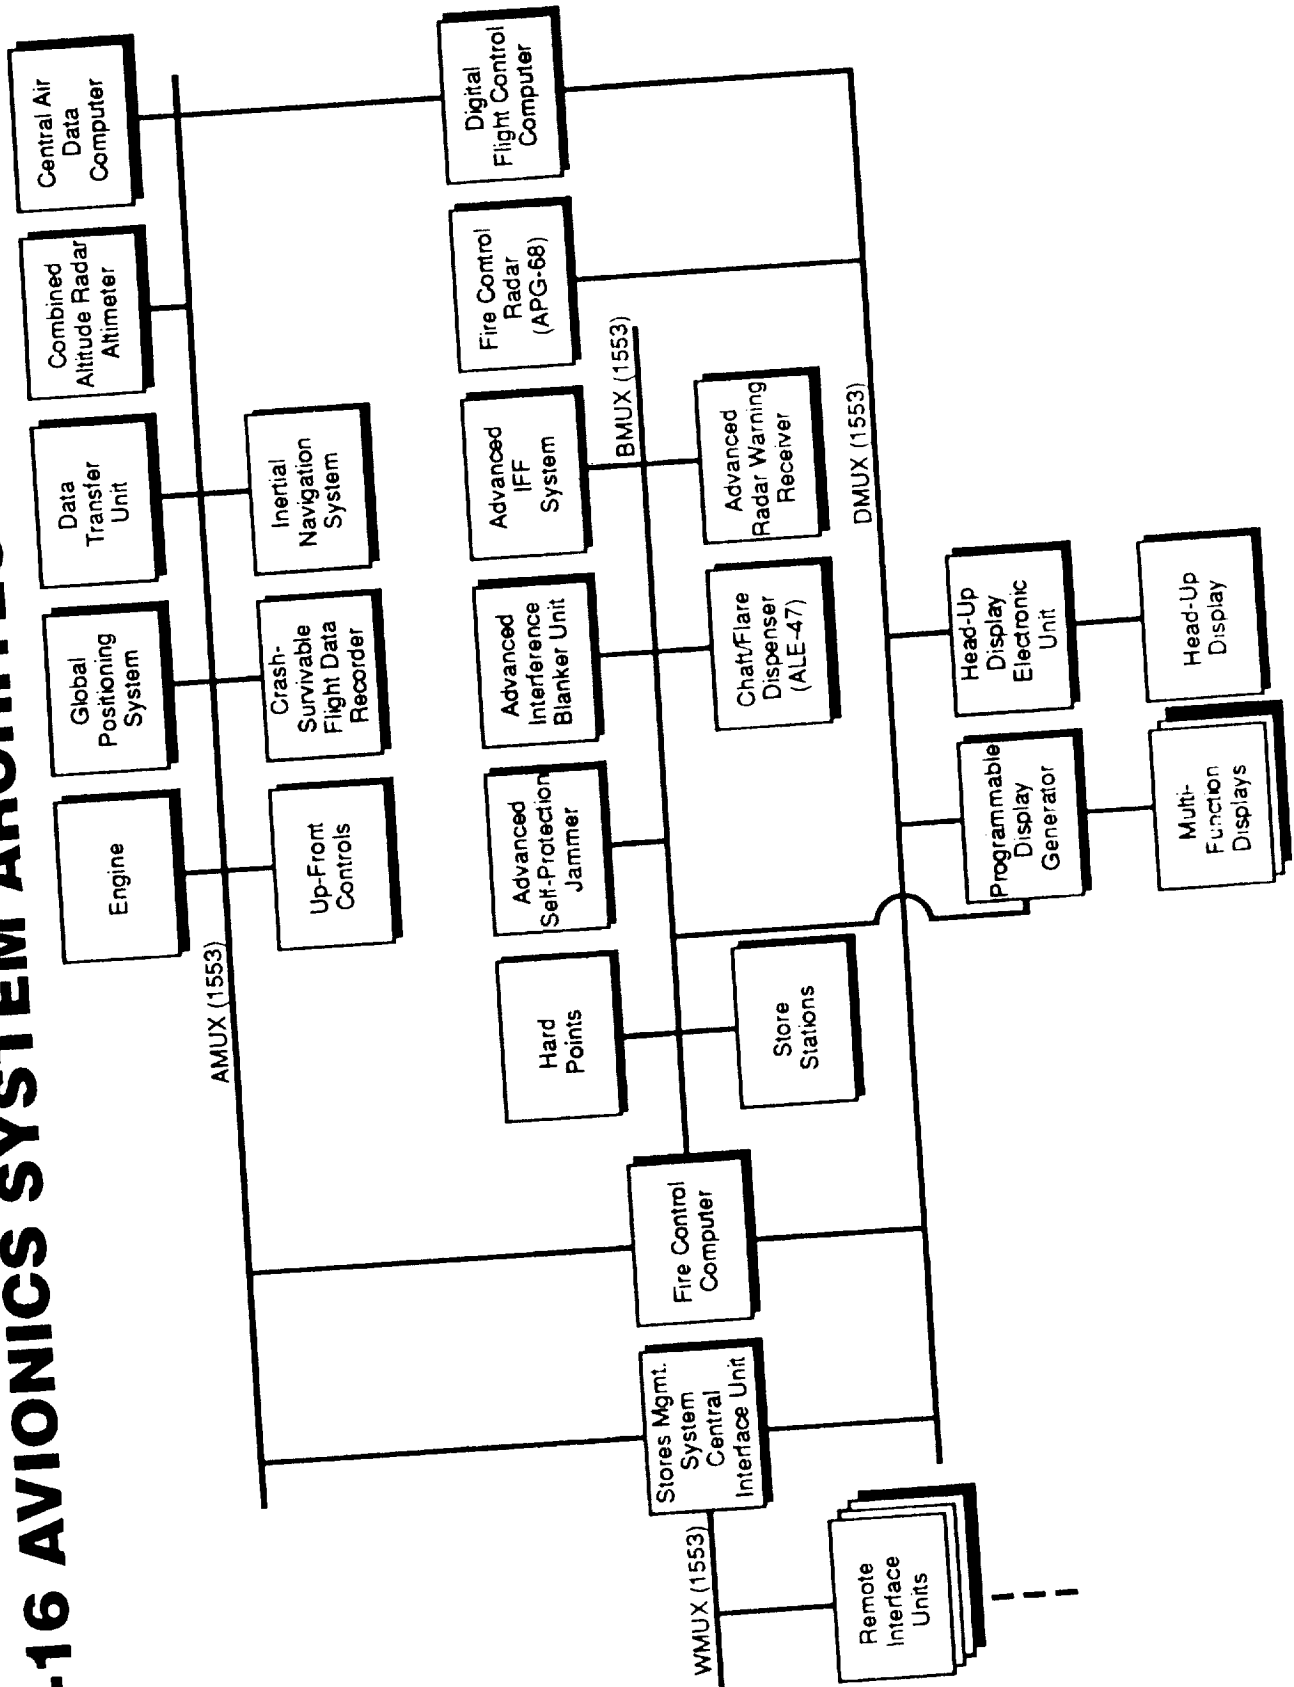 -16 AVIONICS SYSTEM
Engine
Global
Positioning
System
Data
Transfer
Unit
Combined
Altitude Radar
Altimeter
Central Air
Data
Computer
AMUX (1553)
Up-Front
Controls
Crash-
Survivable
Flight Data
Recorder
Inertial
Navigation
System
Hard
Points
Advanced
Self-Protection
Jammer
Advanced
Interference
Blanker Unit
Advanced
IFF
System
Fire Control
Radar
(APG-68)
Digital
Flight Control
Computer
BMUX (1553)
Stores Mgmt.
System
Central
Interface Unit
Fire Control
Computer
Store
Stations
Chaft/Flare
Dispenser
(ALE-47)
Advanced
Radar Warning
Receiver
WMUX (1553)
DMUX (1553)
Remote
Interface
Units
Programmable
Display
Generator
Head-Up
Display
Electronic
Unit
Multi-
Function
Displays
Head-Up
Display